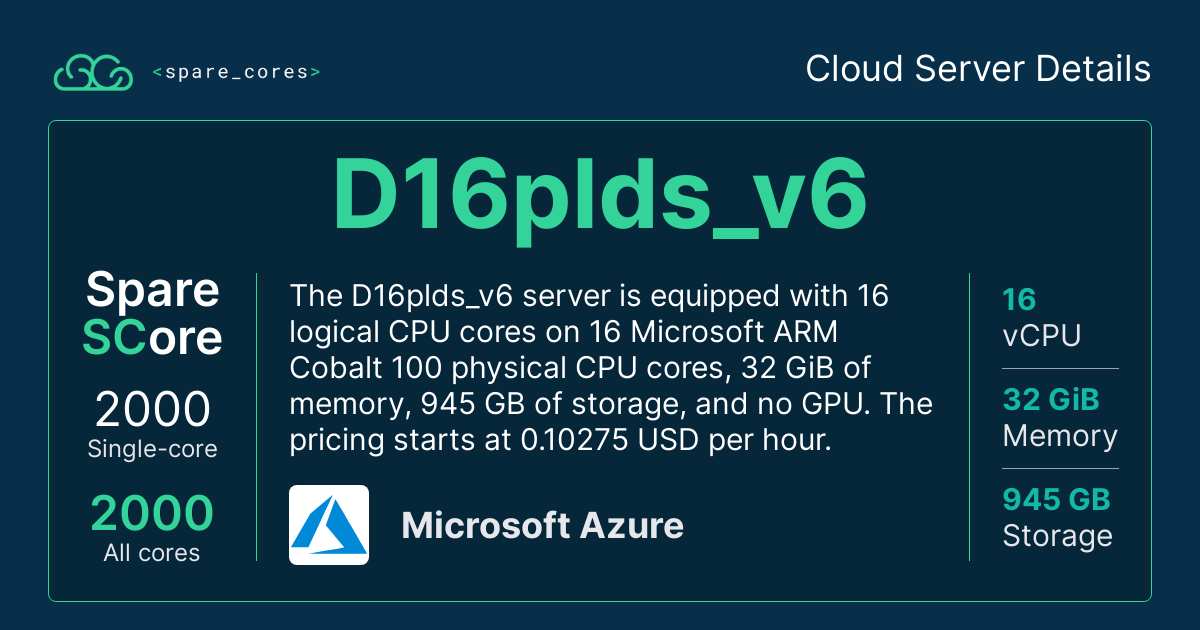 <spare_cores>
Cloud Server Details
D16plds_v6
Spare
SCore
2000
Single-core
2000
All cores
The D16plds_v6 server is equipped with 16
logical CPU cores on 16 Microsoft ARM
Cobalt 100 physical CPU cores, 32 GiB of
memory, 945 GB of storage, and no GPU. The
pricing starts at 0.10275 USD per hour.
Microsoft Azure
16
vCPU
32 GiB
Memory
945 GB
Storage